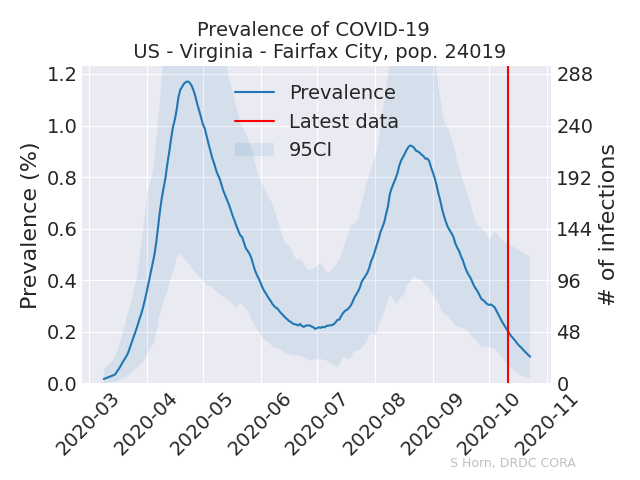 Prevalence of COVID-19
US - Virginia - Fairfax City, pop. 24019
Prevalence (%)
1.2
1.0
0.8
0.6
0.4
0.2
0.0
Prevalence
Latest data
95CI
288
240
192
144
96
48
0
# of infections
2020-03
2020-04
2020-05
2020-06
2020-07
2020-08
2020-09
2020-10
2020-11
S Horn, DRDC CORA